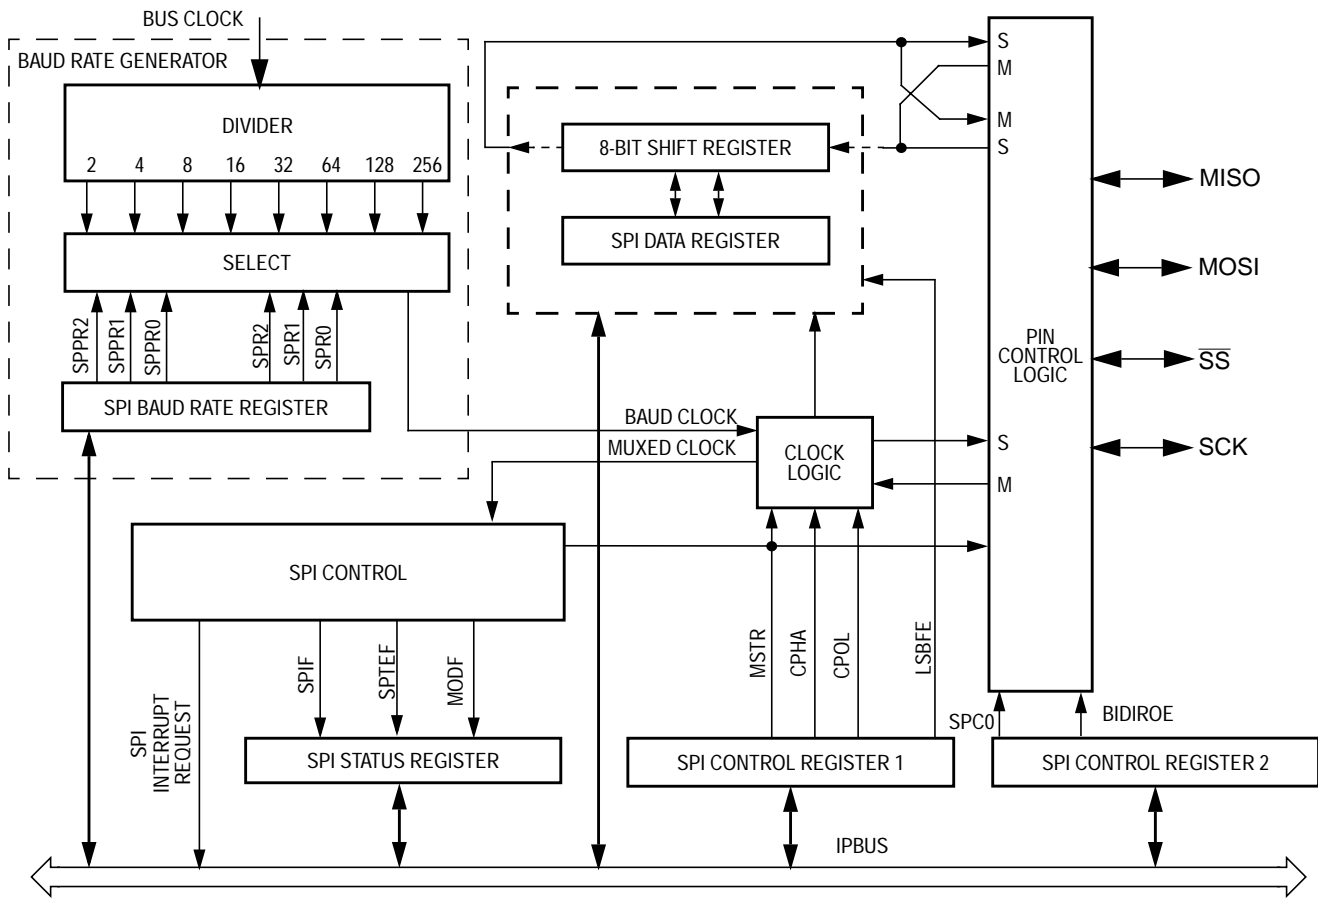 BUS CLOCK
BAUD RATE GENERATOR
DIVIDER
2 4 8 16 32 64 128 256
SELECT
SPPR2
SPPR1
SPPR0
SPR2
SPR1
SPR0
SPI BAUD RATE REGISTER
8-BIT SHIFT REGISTER
SPI DATA REGISTER
S
M
M
S
MISO
MOSI
PIN
CONTROL
LOGIC
SS
SCK
BAUD CLOCK
MUXED CLOCK
CLOCK
LOGIC
S
M
SPI CONTROL
SPI
INTERRUPT
REQUEST
SPIF
SPTEF
MODF
MSTR
CPHA
CPOL
LSBFE
SPC0
BIDIROE
SPI STATUS REGISTER
SPI CONTROL REGISTER 1
SPI CONTROL REGISTER 2
IPBUS